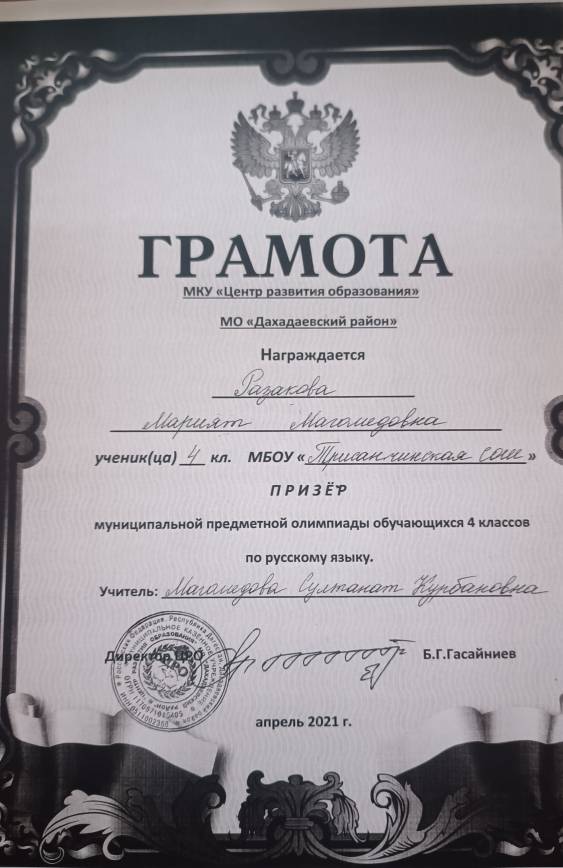 ГРАМОТА
МКУ «Центр развития образования»
МО «Дахадаевский район»
Награждается
Разакова
Марият Магомедовна
ученик(ца) 4 кл. МБОУ «Трисанчинская сош»
ПРИЗЁР
муниципальной предметной олимпиады обучающихся 4 классов
по русскому языку.
Учитель: Магомедова Султанат Курбановна
Директор ЦРО Б.Г.Гасайниев
апрель 2021 г.